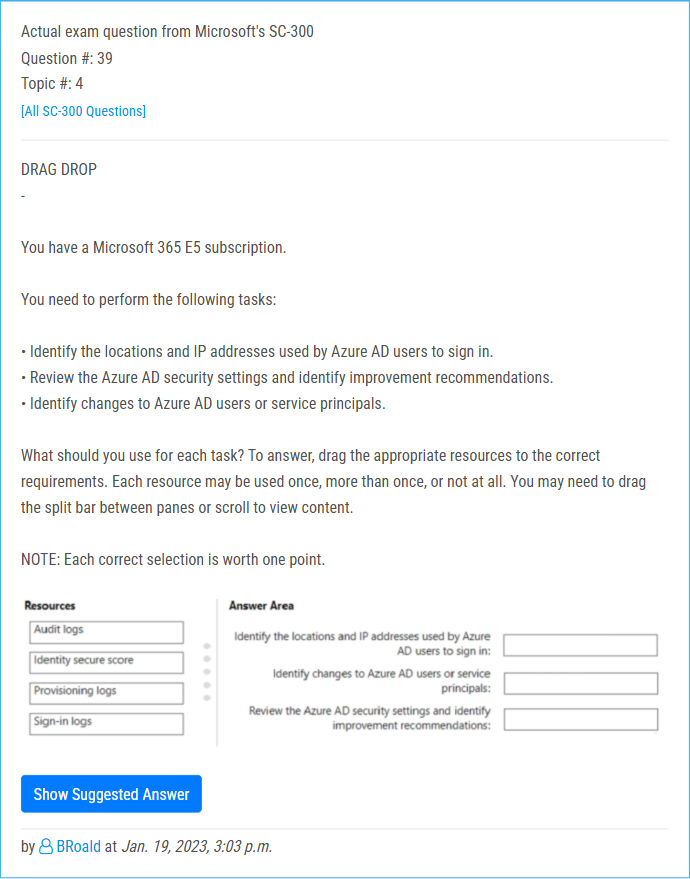 Actual exam question from Microsoft's SC-300
Question #: 39
Topic #: 4
[All SC-300 Questions]
DRAG DROP
-
You have a Microsoft 365 E5 subscription.
You need to perform the following tasks:
• Identify the locations and IP addresses used by Azure AD users to sign in.
• Review the Azure AD security settings and identify improvement recommendations.
• Identify changes to Azure AD users or service principals.
What should you use for each task? To answer, drag the appropriate resources to the correct
requirements. Each resource may be used once, more than once, or not at all. You may need to drag
the split bar between panes or scroll to view content.
NOTE: Each correct selection is worth one point.
Resources
Audit logs
Identity secure score
Provisioning logs
Sign-in logs
Answer Area
Identify the locations and IP addresses used by Azure
AD users to sign in:
Identify changes to Azure AD users or service
principals:
Review the Azure AD security settings and identify
improvement recommendations:
Show Suggested Answer
by BRoald at Jan. 19, 2023, 3:03 p.m.